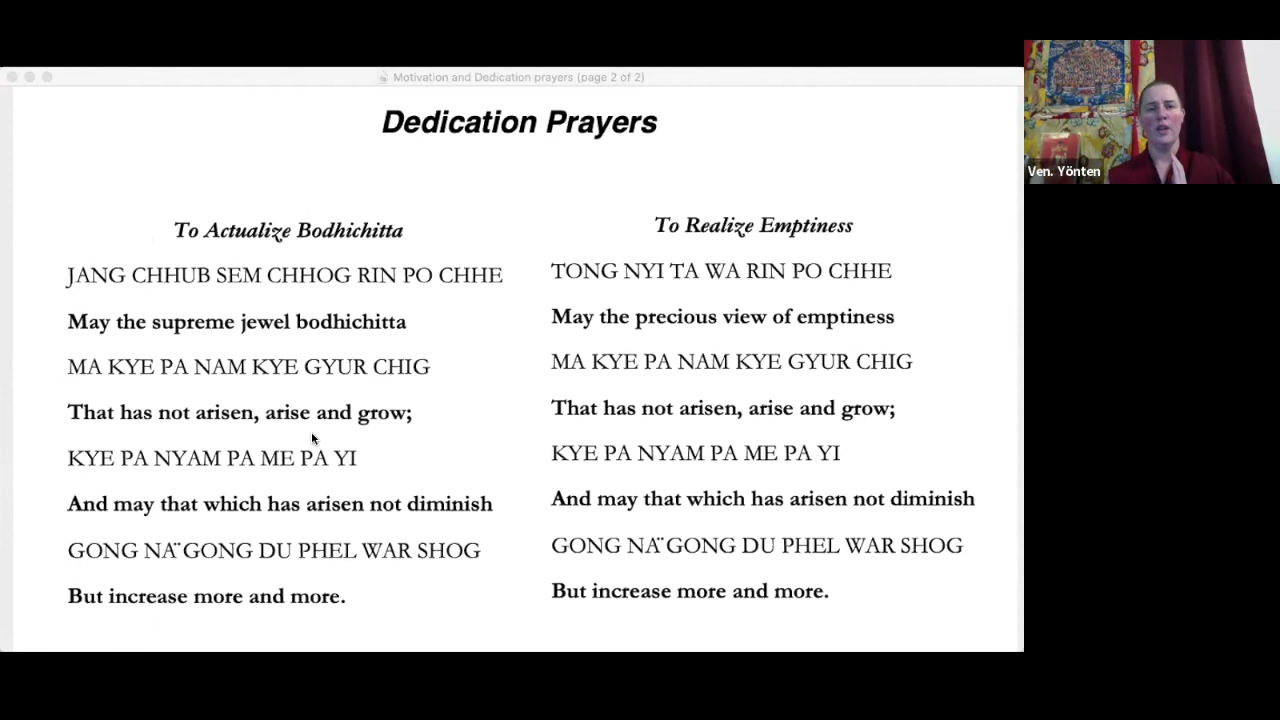 Motivation and Dedication prayers (page 2 of 2)
Dedication Prayers
To Actualize Bodhichitta
JANG CHHUB SEM CHHOG RIN PO CHHE
May the supreme jewel bodhichitta
MA KYE PA NAM KYE GYUR CHIG
That has not arisen, arise and grow;
KYE PA NYAM PA ME PA YI
And may that which has arisen not diminish
GONG NA¨ GONG DU PHEL WAR SHOG
But increase more and more.
To Realize Emptiness
TONG NYI TA WA RIN PO CHHE
May the precious view of emptiness
MA KYE PA NAM KYE GYUR CHIG
That has not arisen, arise and grow;
KYE PA NYAM PA ME PA YI
And may that which has arisen not diminish
GONG NA¨ GONG DU PHEL WAR SHOG
But increase more and more.
Ven. Yönten